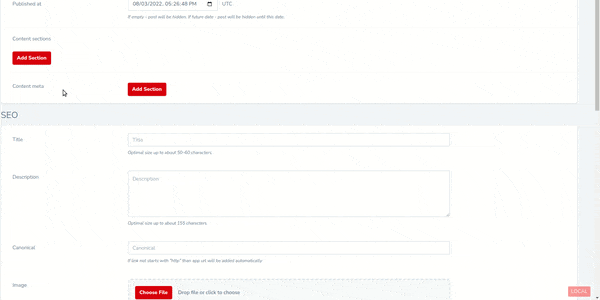 Published at
08/03/2022, 05:26:48 PM
UTC
If empty - post will be hidden, if future date - post will be hidden until this date.
Content sections
Add Section
Content meta
Add Section
SEO
Title
Title
Optimal size up to about 50-60 characters
Description
Description
Optimal size up to about 155 characters
Canonical
Canonical
If link not starts with "http" then app url will be added automatically
Image
Choose File
Drop file or click to choose
LOCAL